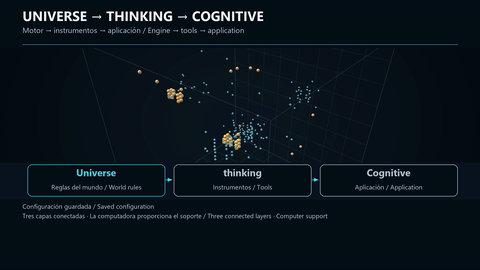 UNIVERSE → THINKING → COGNITIVE
Motor → instrumentos → aplicación / Engine → tools → application
Universe
Reglas del mundo / World rules
thinking
Instrumentos / Tools
Cognitive
Aplicación / Application
Configuración guardada / Saved configuration
Tres capas conectadas · La computadora proporciona el soporte / Three connected layers · Computer support